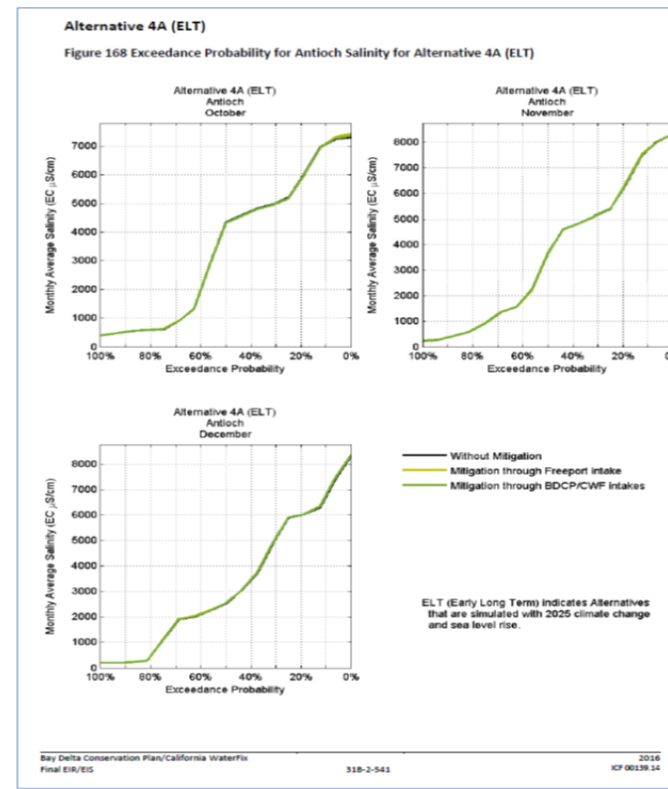 Alternative 4A (ELT)
Figure 168 Exceedance Probability for Antioch Salinity for Alternative 4A (ELT)
Alternative 4A (ELT)
Antioch
October
Monthly Average Salinity (EC µS/cm)
7000
6000
5000
4000
3000
2000
1000
0
100% 80% 60% 40% 20% 0%
Exceedance Probability
Alternative 4A (ELT)
Antioch
November
Monthly Average Salinity (EC µS/cm)
8000
7000
6000
5000
4000
3000
2000
1000
0
100% 80% 60% 40% 20% 0
Exceedance Probability
Alternative 4A (ELT)
Antioch
December
Monthly Average Salinity (EC µS/cm)
8000
7000
6000
5000
4000
3000
2000
1000
0
100% 80% 60% 40% 20% 0%
Exceedance Probability
Without Mitigation
Mitigation through Freeport intake
Mitigation through BDCP/CWF intakes
ELT (Early Long Term) indicates Alternatives
that are simulated with 2025 climate change
and sea level rise.
Bay Delta Conservation Plan/California WaterFix
Final EIR/EIS
31B-2-541
2016
ICF 00139.14